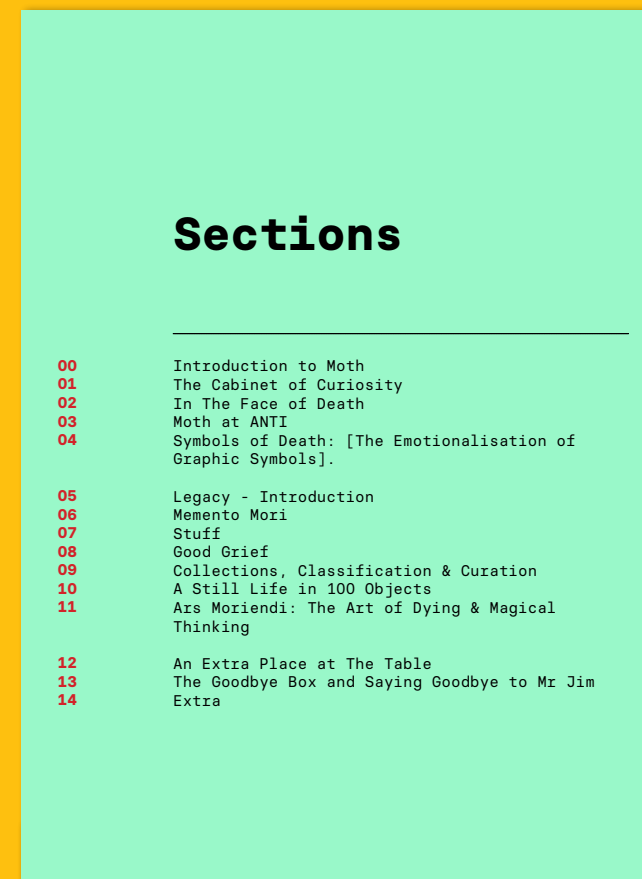 Sections
00 Introduction to Moth
01 The Cabinet of Curiosity
02 In The Face of Death
03 Moth at ANTI
04 Symbols of Death: [The Emotionalisation of
Graphic Symbols].
05 Legacy - Introduction
06 Memento Mori
07 Stuff
08 Good Grief
09 Collections, Classification & Curation
10 A Still Life in 100 Objects
11 Ars Moriendi: The Art of Dying & Magical
Thinking
12 An Extra Place at The Table
13 The Goodbye Box and Saying Goodbye to Mr Jim
14 Extra